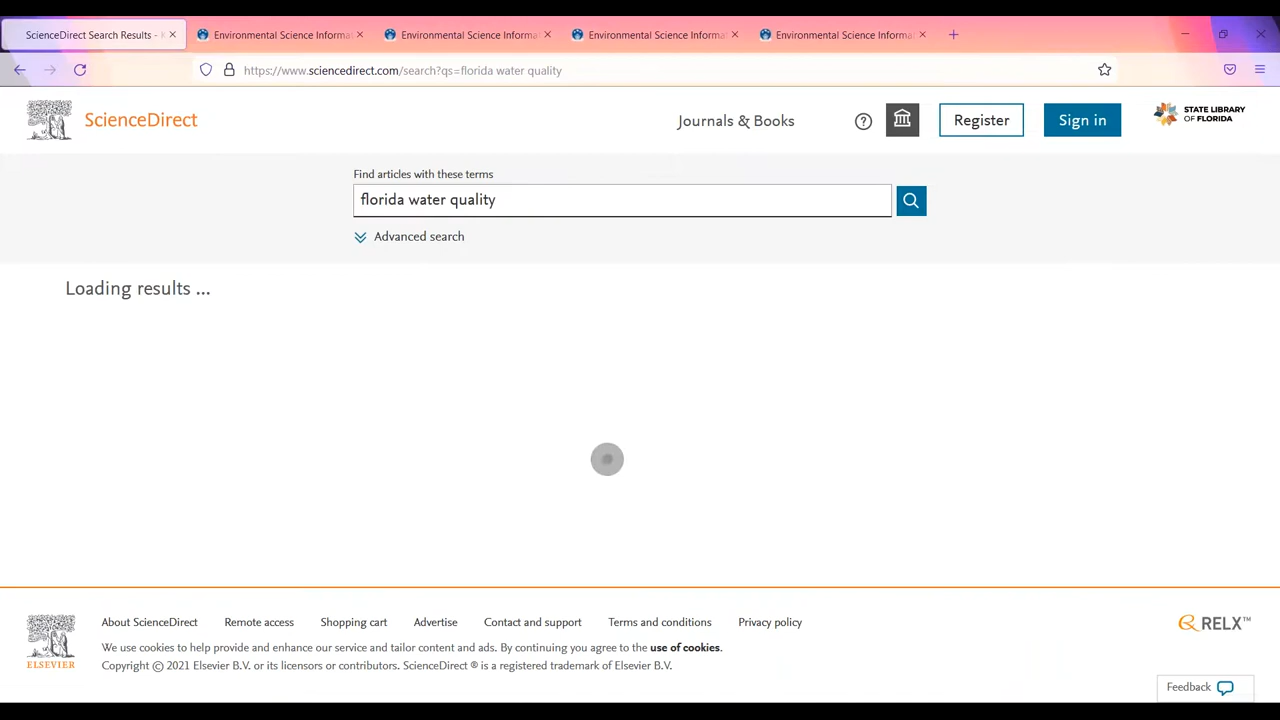 ScienceDirect Search Results - K
Environmental Science Informa
Environmental Science Informa
Environmental Science Informa
Environmental Science Informa
https://www.sciencedirect.com/search?qs=florida water quality
ScienceDirect
Journals & Books
?
Register
Sign in
STATE LIBRARY
OF FLORIDA
Find articles with these terms
florida water quality
Advanced search
Loading results ...
ELSEVIER
About ScienceDirect
Remote access
Shopping cart
Advertise
Contact and support
Terms and conditions
Privacy policy
RELX™
We use cookies to help provide and enhance our service and tailor content and ads. By continuing you agree to the use of cookies.
Copyright © 2021 Elsevier B.V. or its licensors or contributors. ScienceDirect ® is a registered trademark of Elsevier B.V.
Feedback